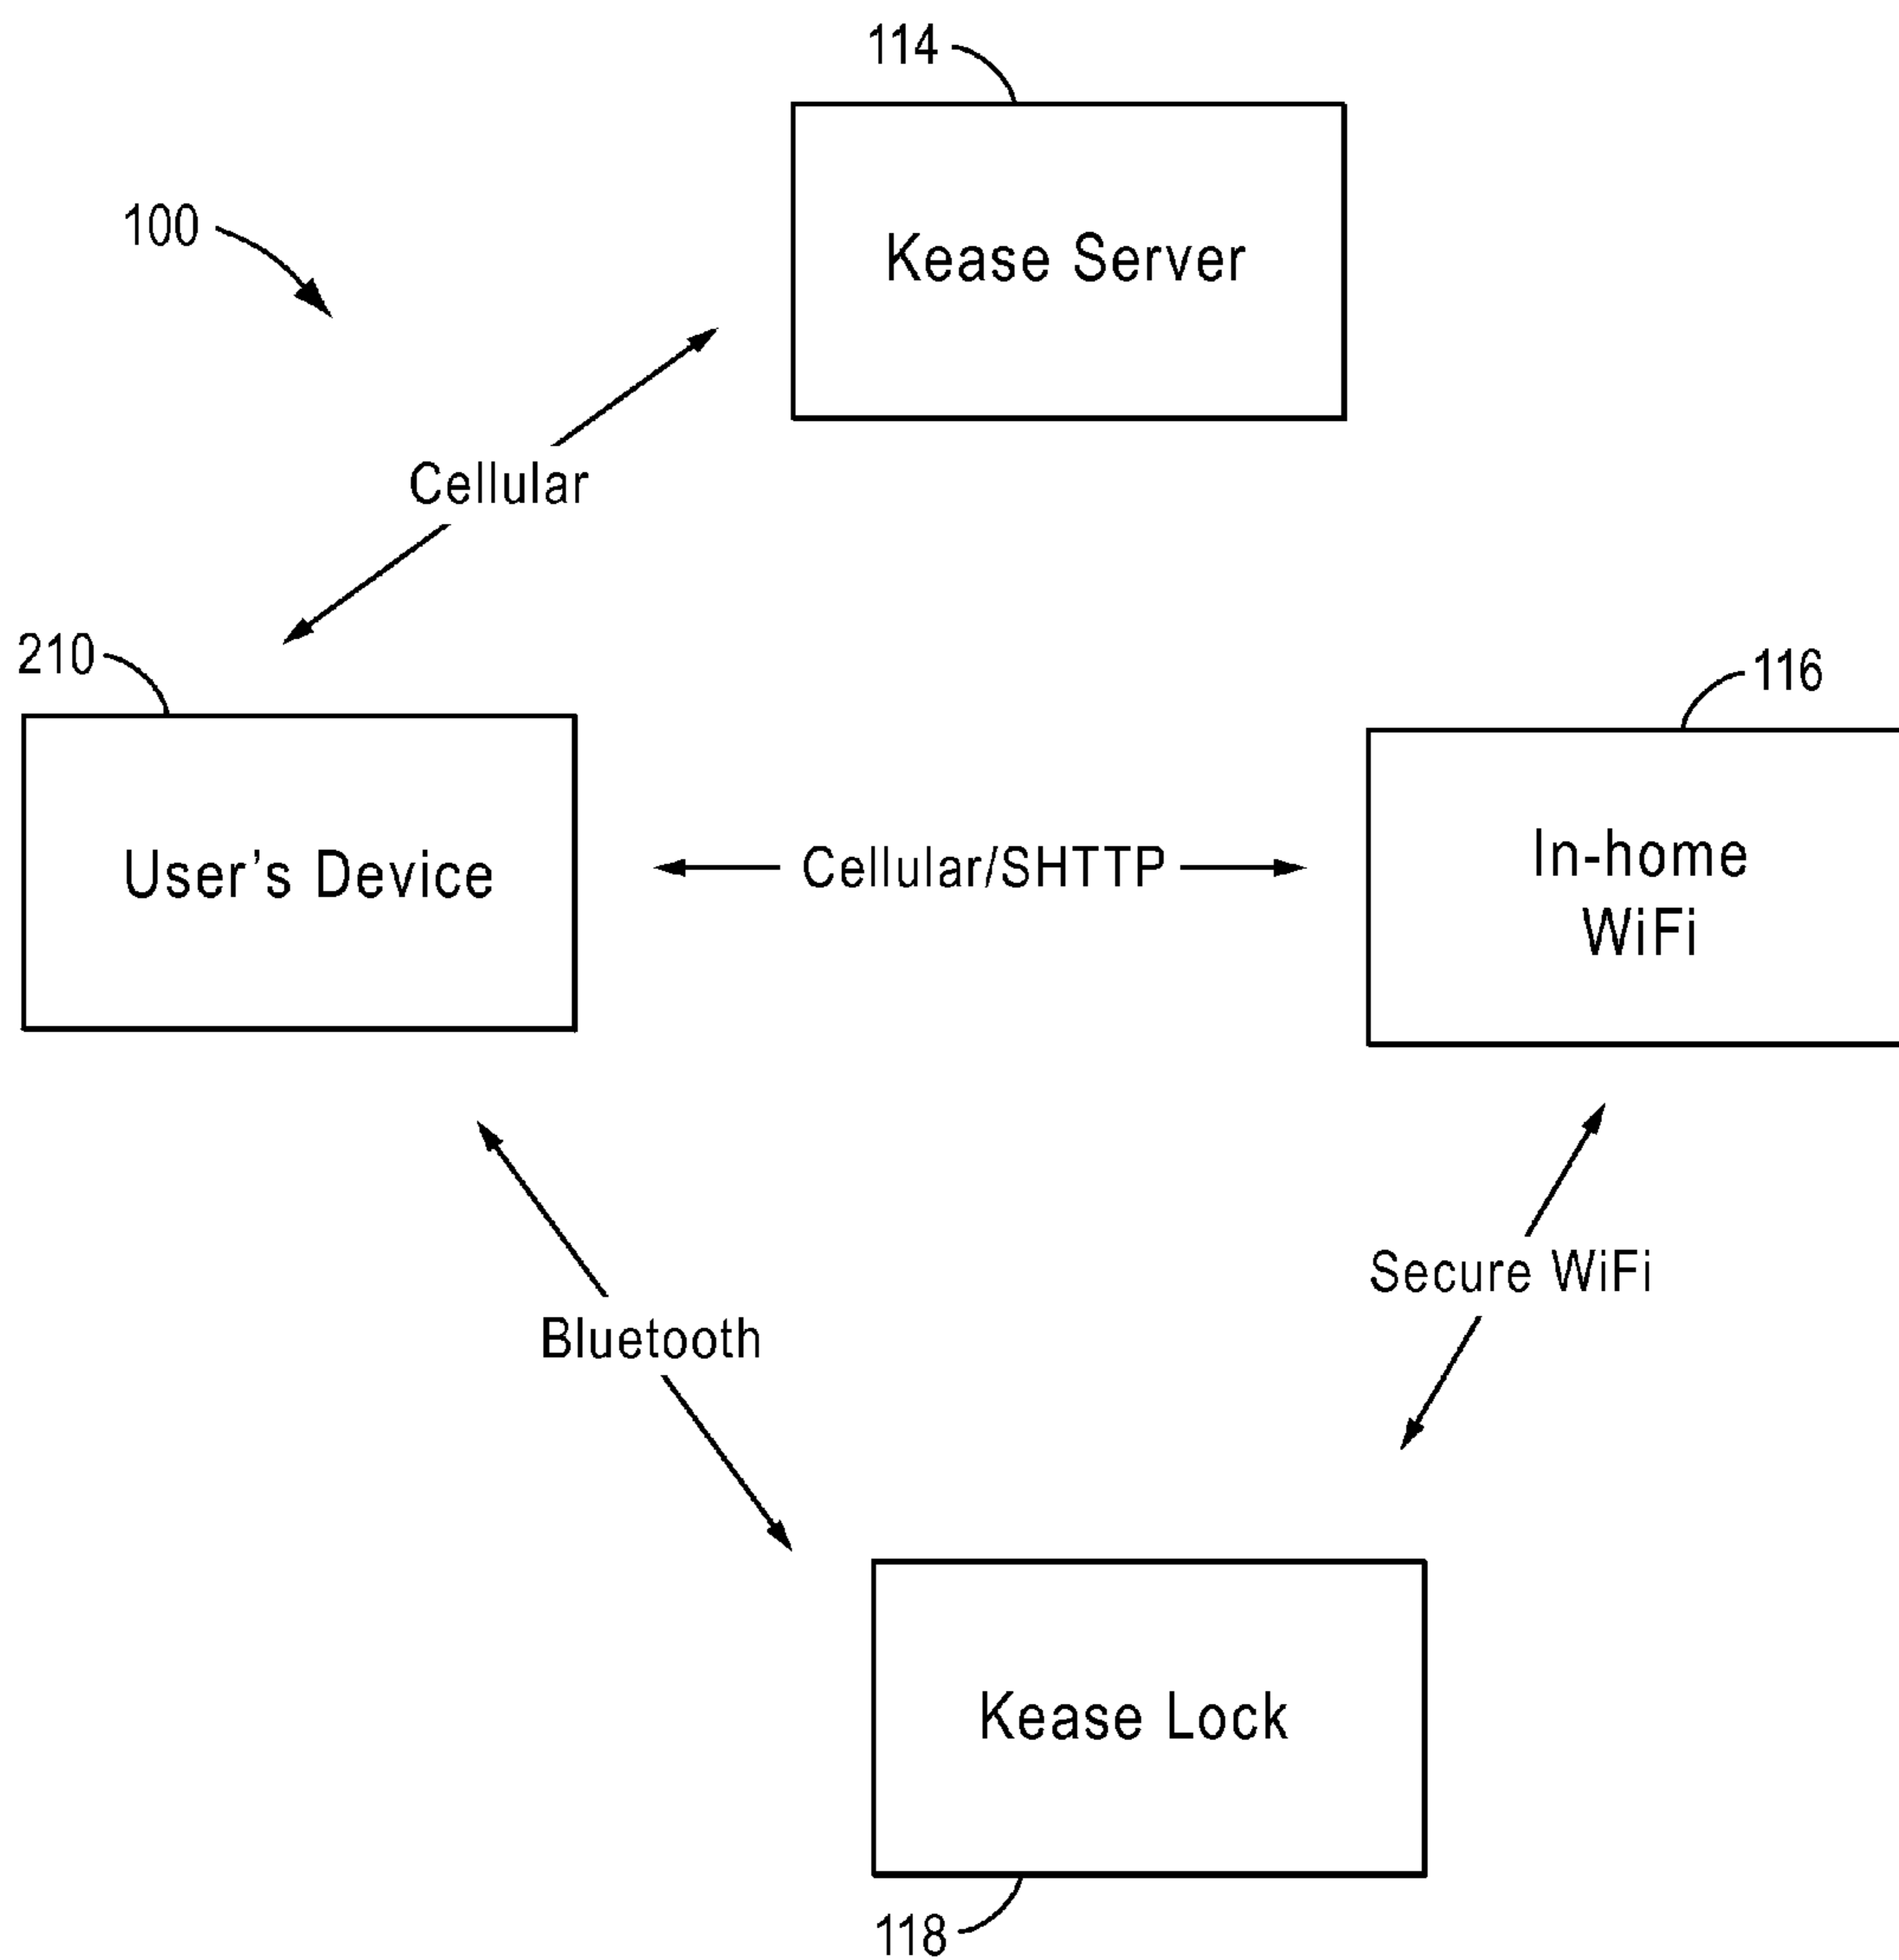 114
100
Kease Server
Cellular
210
116
User's Device
Cellular/SHTTP
In-home
WiFi
Secure WiFi
Bluetooth
Kease Lock
118